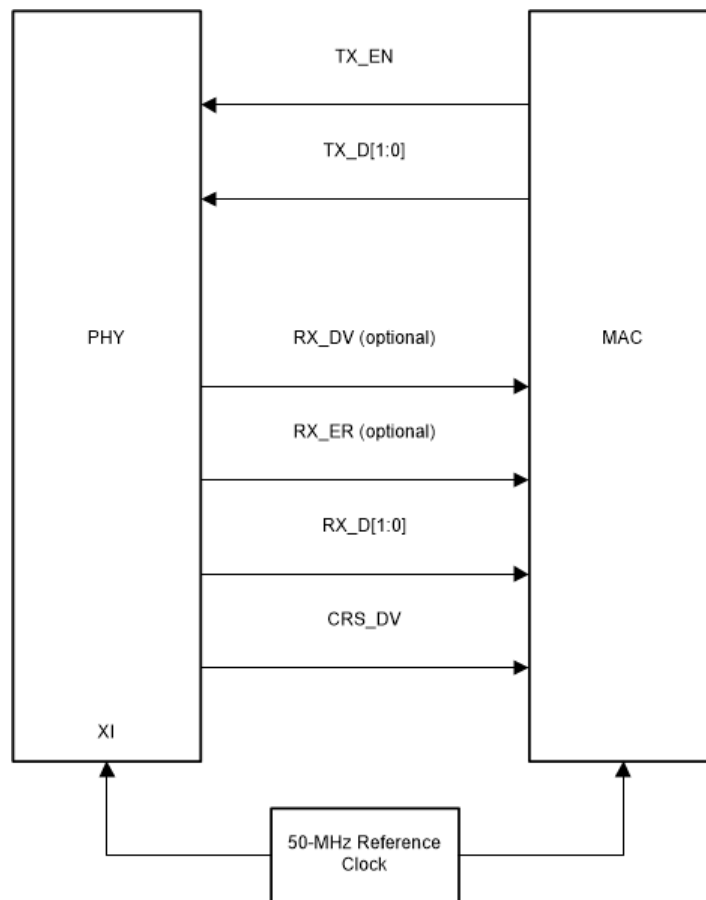 TX_EN
TX_D[1:0]
PHY
RX_DV (optional)
MAC
RX_ER (optional)
RX_D[1:0]
CRS_DV
XI
50-MHz Reference
Clock